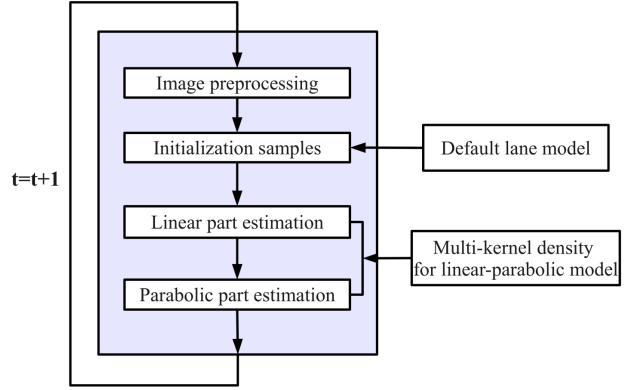 Image preprocessing
Initialization samples
Default lane model
t=t+1
Linear part estimation
Multi-kernel density
for linear-parabolic model
Parabolic part estimation